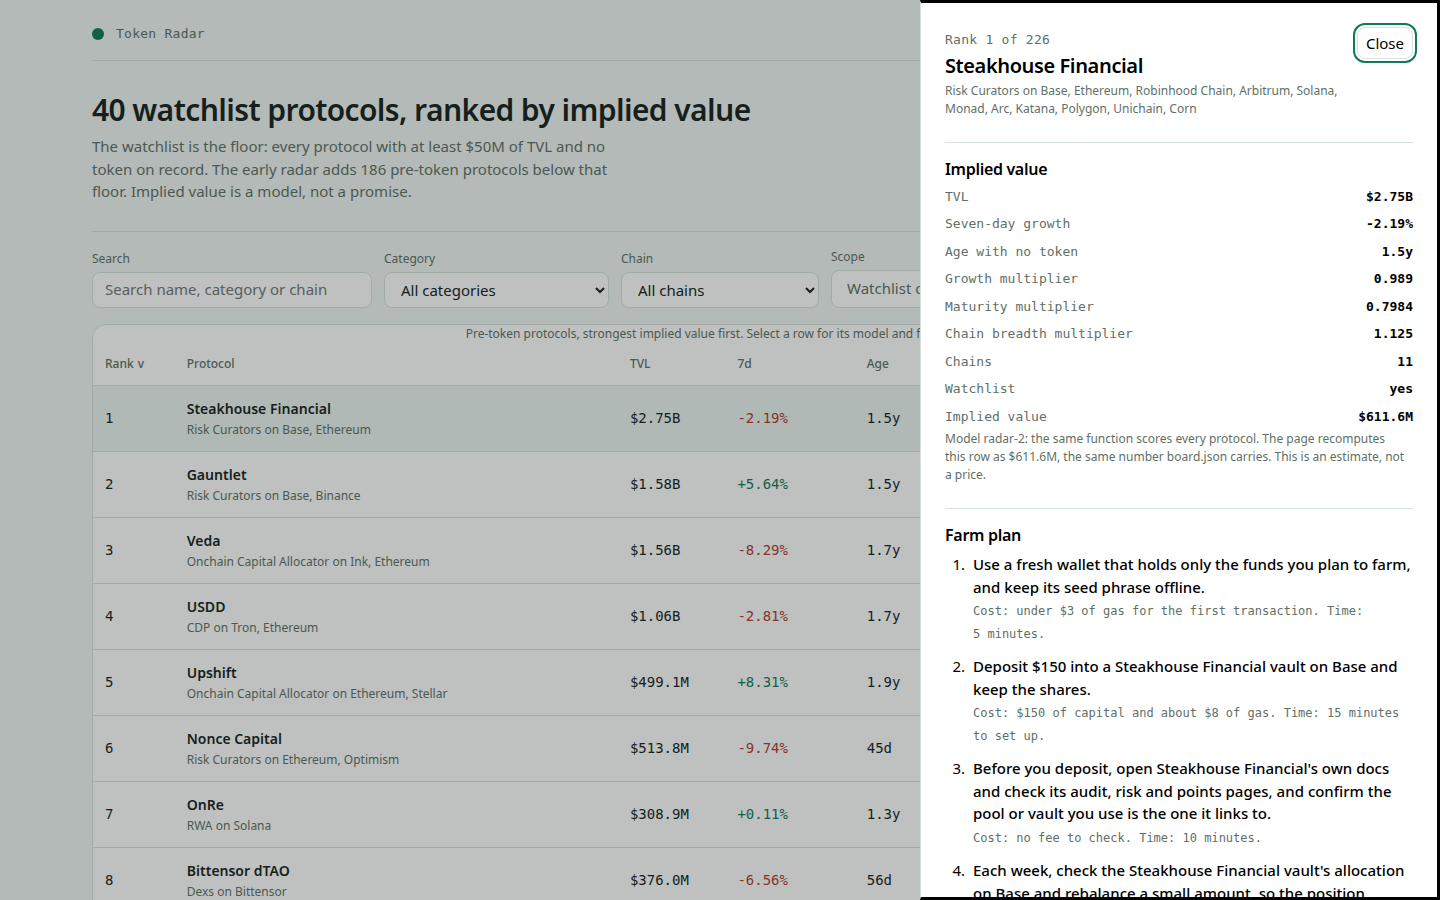 Token Radar
40 watchlist protocols, ranked by implied value
The watchlist is the floor: every protocol with at least $50M of TVL and no
token on record. The early radar adds 186 pre-token protocols below that
floor. Implied value is a model, not a promise.
Search
Category
Chain
Scope
Search name, category or chain
All categories
All chains
Watchlist
Pre-token protocols, strongest implied value first. Select a row for its model and
Rank v
Protocol
TVL
7d
Age
1
Steakhouse Financial
Risk Curators on Base, Ethereum
$2.75B
-2.19%
1.5y
2
Gauntlet
Risk Curators on Base, Binance
$1.58B
+5.64%
1.5y
3
Veda
Onchain Capital Allocator on Ink, Ethereum
$1.56B
-8.29%
1.7y
4
USDD
CDP on Tron, Ethereum
$1.06B
-2.81%
1.7y
5
Upshift
Onchain Capital Allocator on Ethereum, Stellar
$499.1M
+8.31%
1.9y
6
Nonce Capital
Risk Curators on Ethereum, Optimism
$513.8M
-9.74%
45d
7
OnRe
RWA on Solana
$308.9M
+0.11%
1.3y
8
Bittensor dTAO
Dexs on Bittensor
$376.0M
-6.56%
56d
Rank 1 of 226
Close
Steakhouse Financial
Risk Curators on Base, Ethereum, Robinhood Chain, Arbitrum, Solana,
Monad, Arc, Katana, Polygon, Unichain, Corn
Implied value
TVL $2.75B
Seven-day growth -2.19%
Age with no token 1.5y
Growth multiplier 0.989
Maturity multiplier 0.7984
Chain breadth multiplier 1.125
Chains 11
Watchlist yes
Implied value $611.6M
Model radar-2: the same function scores every protocol. The page recomputes
this row as $611.6M, the same number board.json carries. This is an estimate, not
a price.
Farm plan
1. Use a fresh wallet that holds only the funds you plan to farm,
and keep its seed phrase offline.
Cost: under $3 of gas for the first transaction. Time:
5 minutes.
2. Deposit $150 into a Steakhouse Financial vault on Base and
keep the shares.
Cost: $150 of capital and about $8 of gas. Time: 15 minutes
to set up.
3. Before you deposit, open Steakhouse Financial's own docs
and check its audit, risk and points pages, and confirm the
pool or vault you use is the one it links to.
Cost: no fee to check. Time: 10 minutes.
4. Each week, check the Steakhouse Financial vault's allocation
on Base and rebalance a small amount, so the position